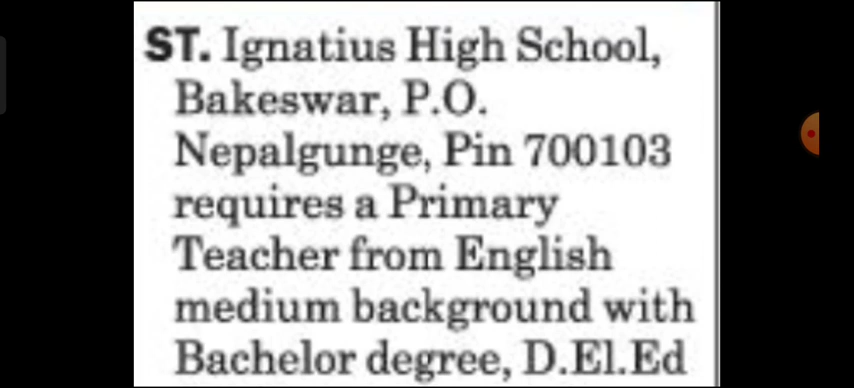 ST. Ignatius High School,
Bakeswar, P.O.
Nepalgunge, Pin 700103
requires a Primary
Teacher from English
medium background with
Bachelor degree, D.El.Ed